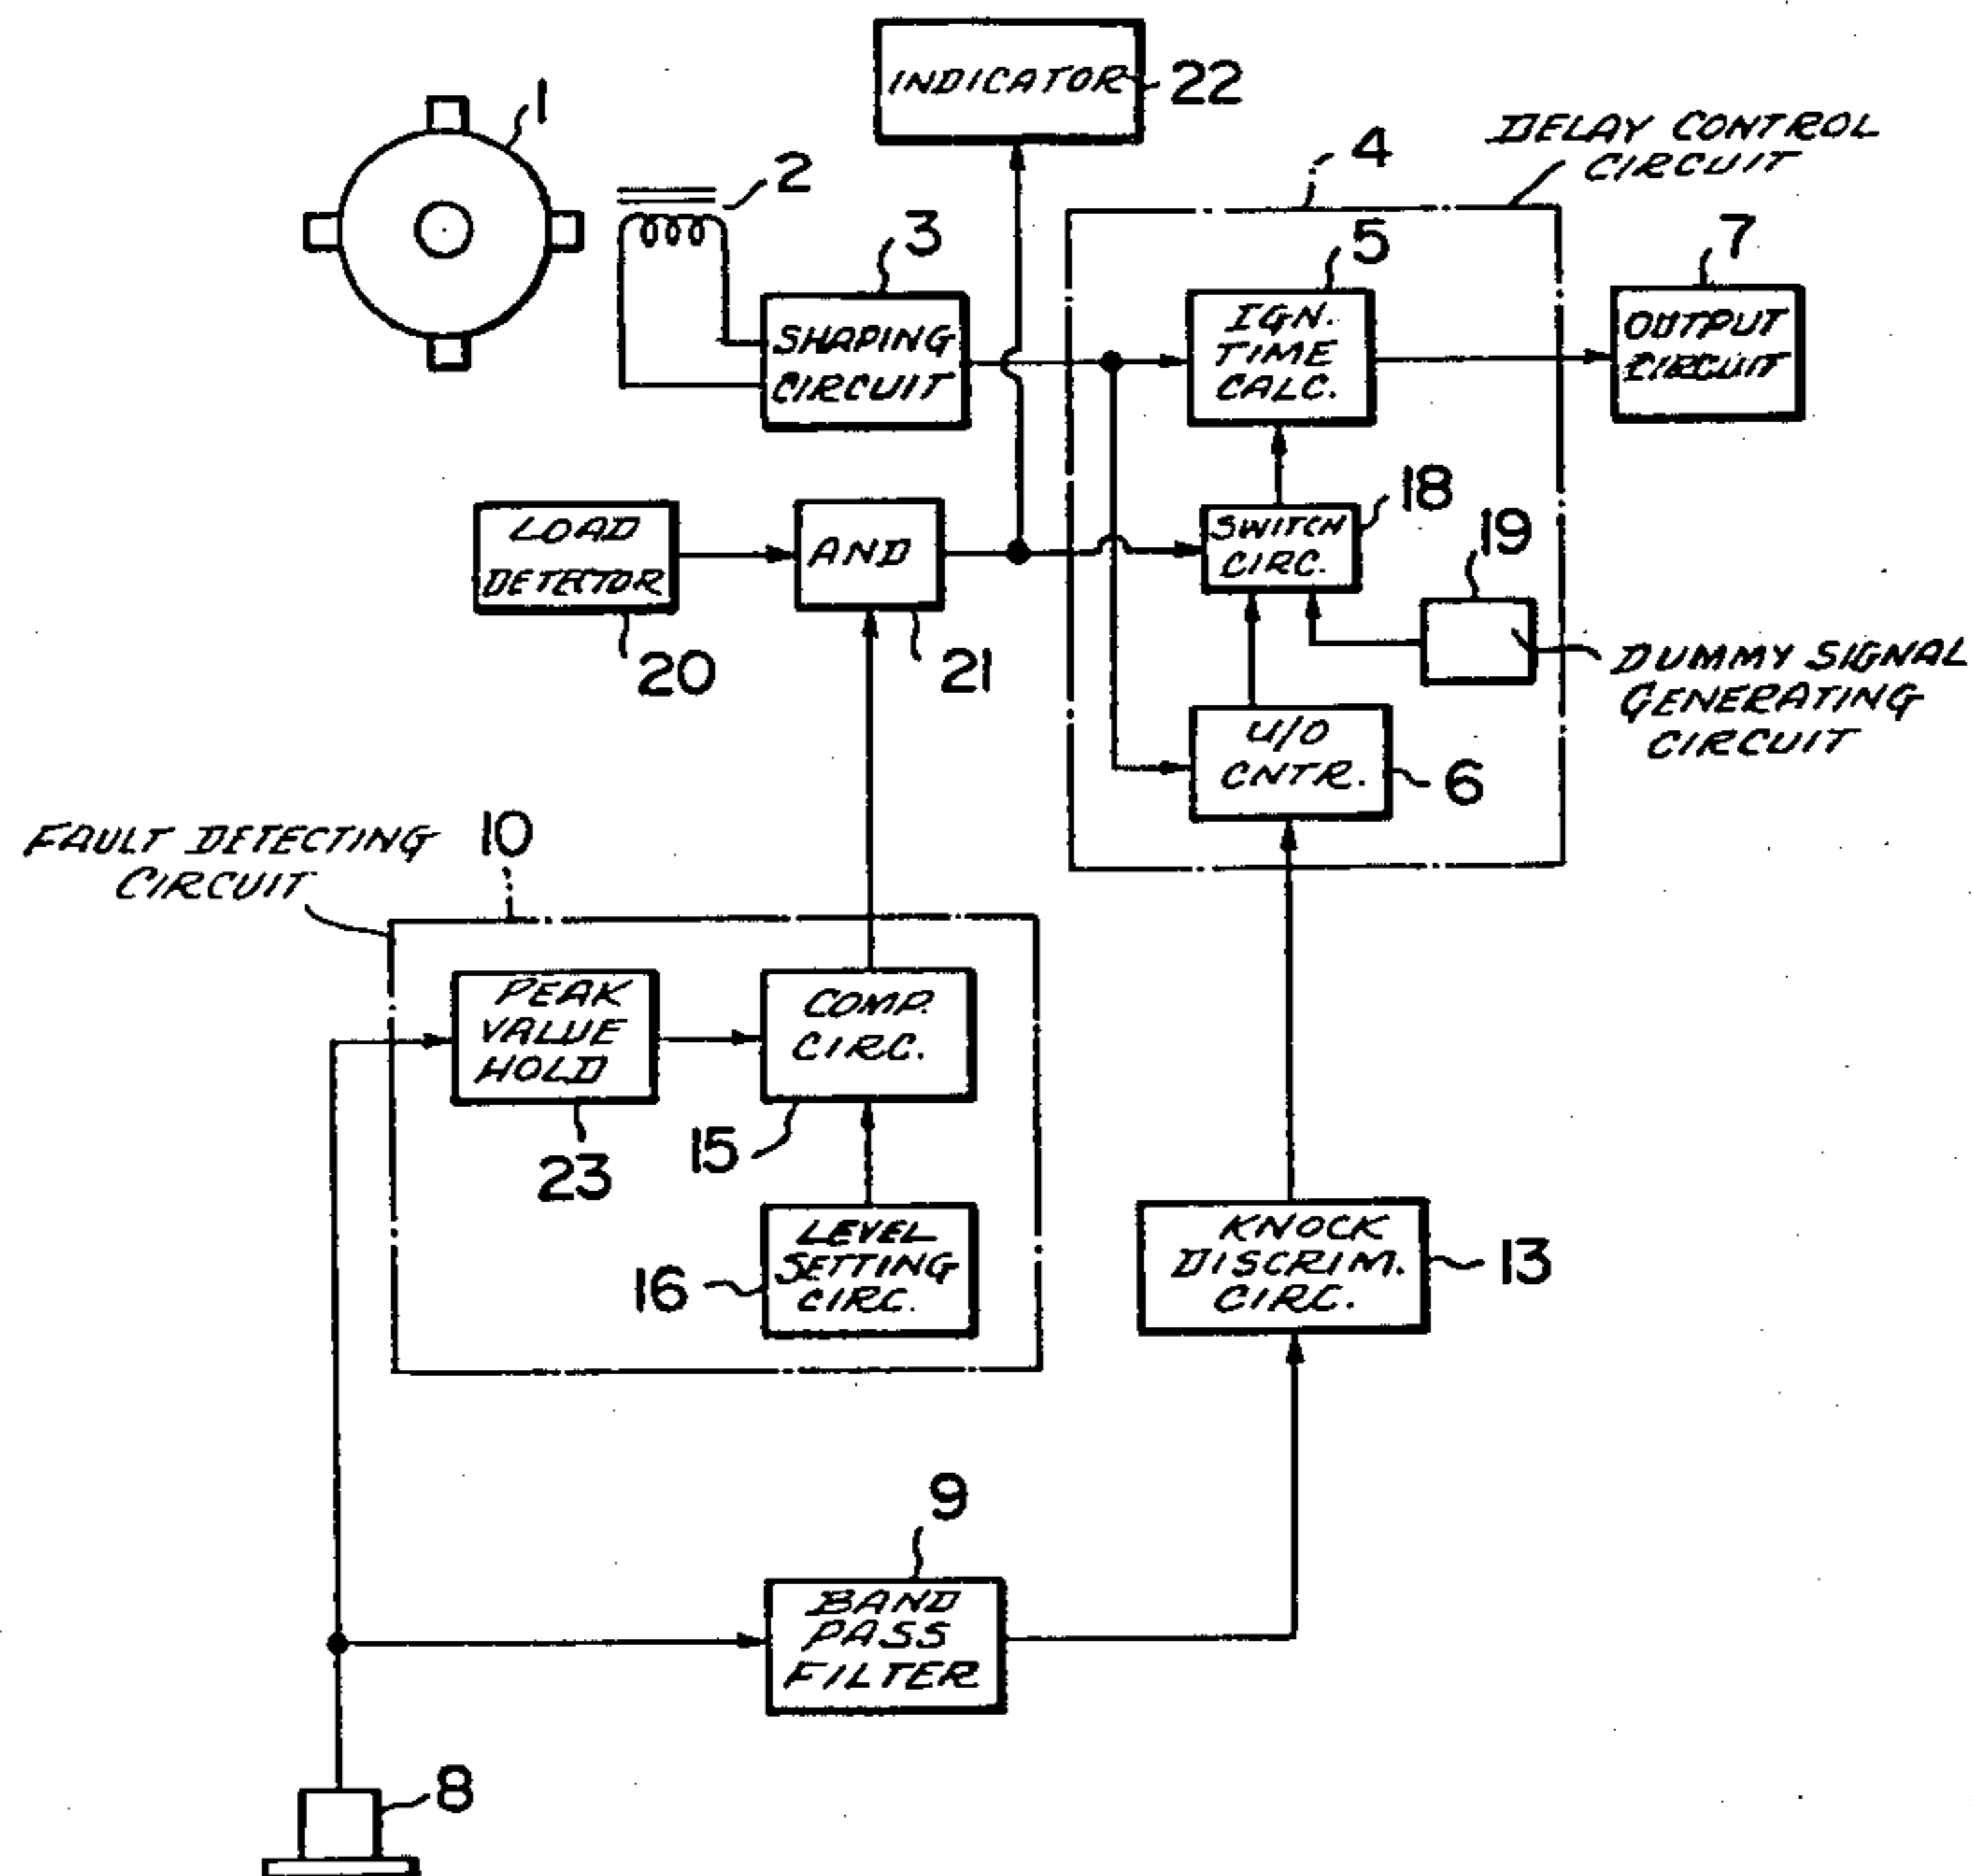 INDICATOR
22
1
2
3
SHAPING
CIRCUIT
4
DELAY CONTROL
CIRCUIT
5
IGN.
TIME
CALC.
7
OUTPUT
CIRCUIT
LOAD
DETECTOR
20
AND
21
SWITCH
CIRC.
18
19
DUMMY SIGNAL
GENERATING
CIRCUIT
U/D
CNTR.
6
FAULT DETECTING
CIRCUIT
10
PEAK
VALUE
HOLD
23
COMP.
CIRC.
15
LEVEL
SETTING
CIRC.
16
KNOCK
DISCRIM.
CIRC.
13
9
BAND
PASS
FILTER
8